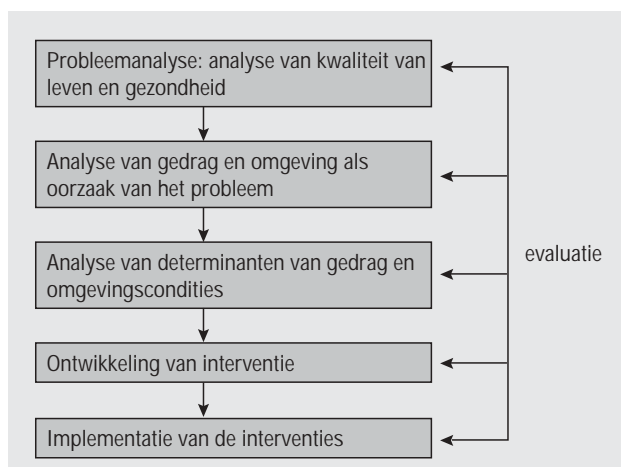 Probleemanalyse: analyse van kwaliteit van
leven en gezondheid
Analyse van gedrag en omgeving als
oorzaak van het probleem
Analyse van determinanten van gedrag en
omgevingscondities
Ontwikkeling van interventie
Implementatie van de interventies
evaluatie